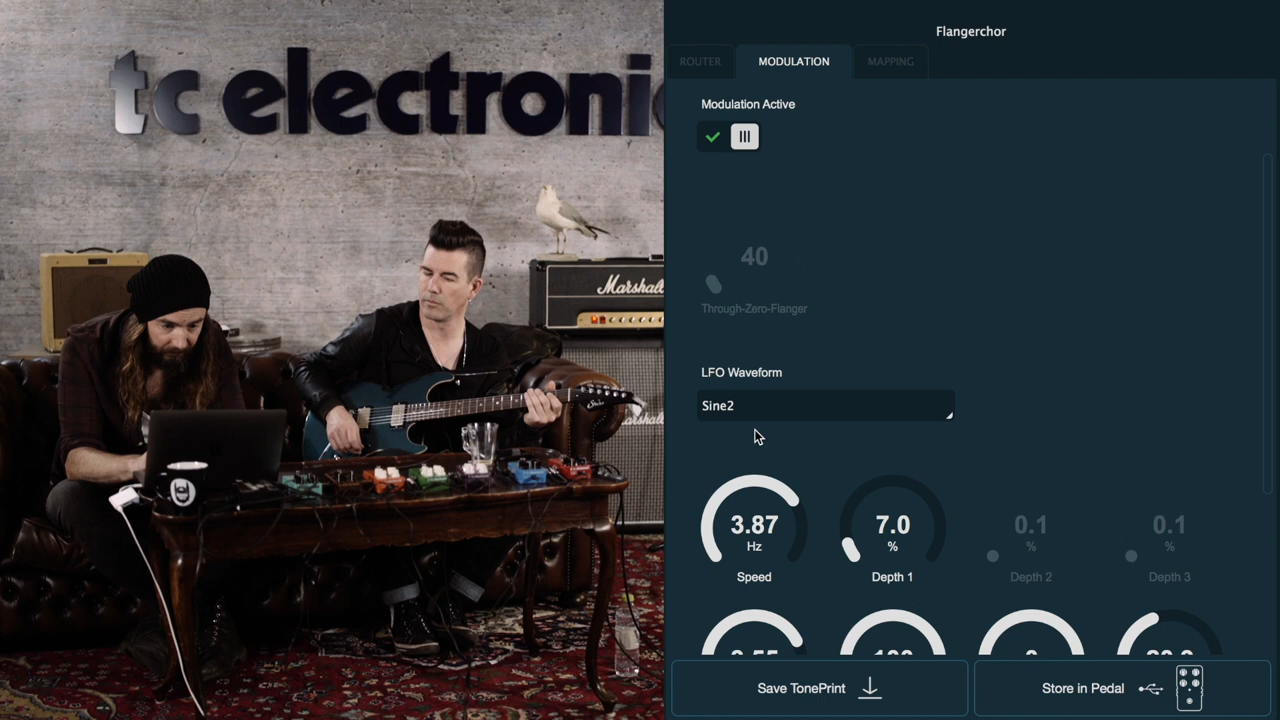 tc electronic
Marshall
Flangerchor
ROUTER
MODULATION
MAPPING
Modulation Active
40
Through-Zero-Flanger
LFO Waveform
Sine2
3.87
Hz
Speed
7.0
%
Depth 1
0.1
%
Depth 2
0.1
%
Depth 3
Save TonePrint
Store in Pedal